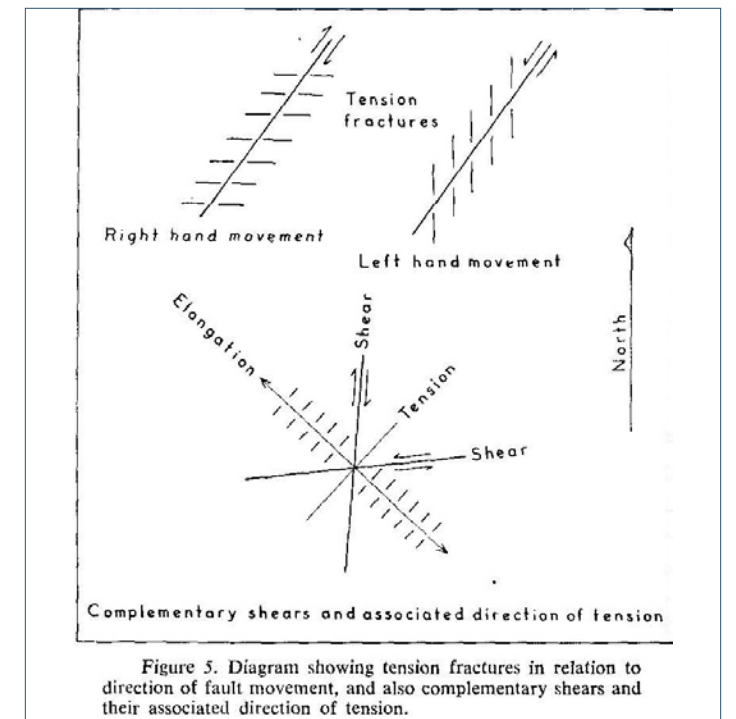 Tension
fractures
Right hand movement
Left hand movement
Elongation
Shear
Tension
North
Shear
Complementary shears and associated direction of tension
Figure 5. Diagram showing tension fractures in relation to
direction of fault movement, and also complementary shears and
their associated direction of tension.